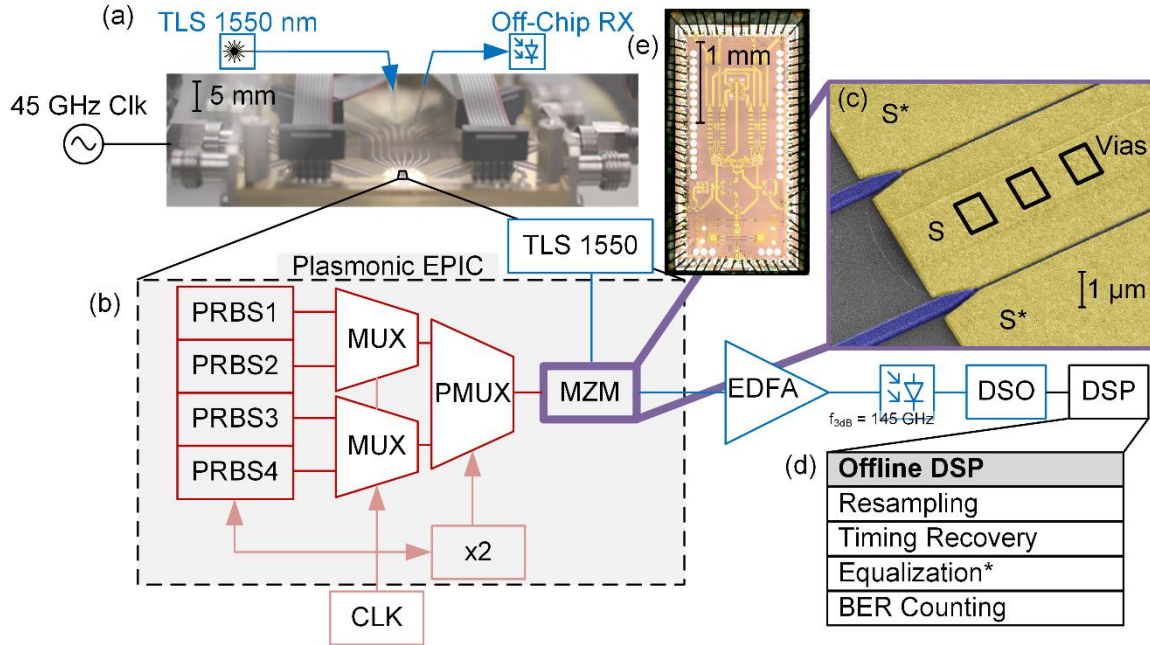 (a)
TLS 1550 nm
Off-Chip RX
5 mm
45 GHz Clk
(e)
1 mm
(c)
S*
Vias
S
S*
1 µm
TLS 1550
Plasmonic EPIC
(b)
PRBS1
PRBS2
PRBS3
PRBS4
MUX
MUX
PMUX
MZM
EDFA
f3dB = 145 GHz
DSO
DSP
x2
CLK
(d)
Offline DSP
Resampling
Timing Recovery
Equalization*
BER Counting